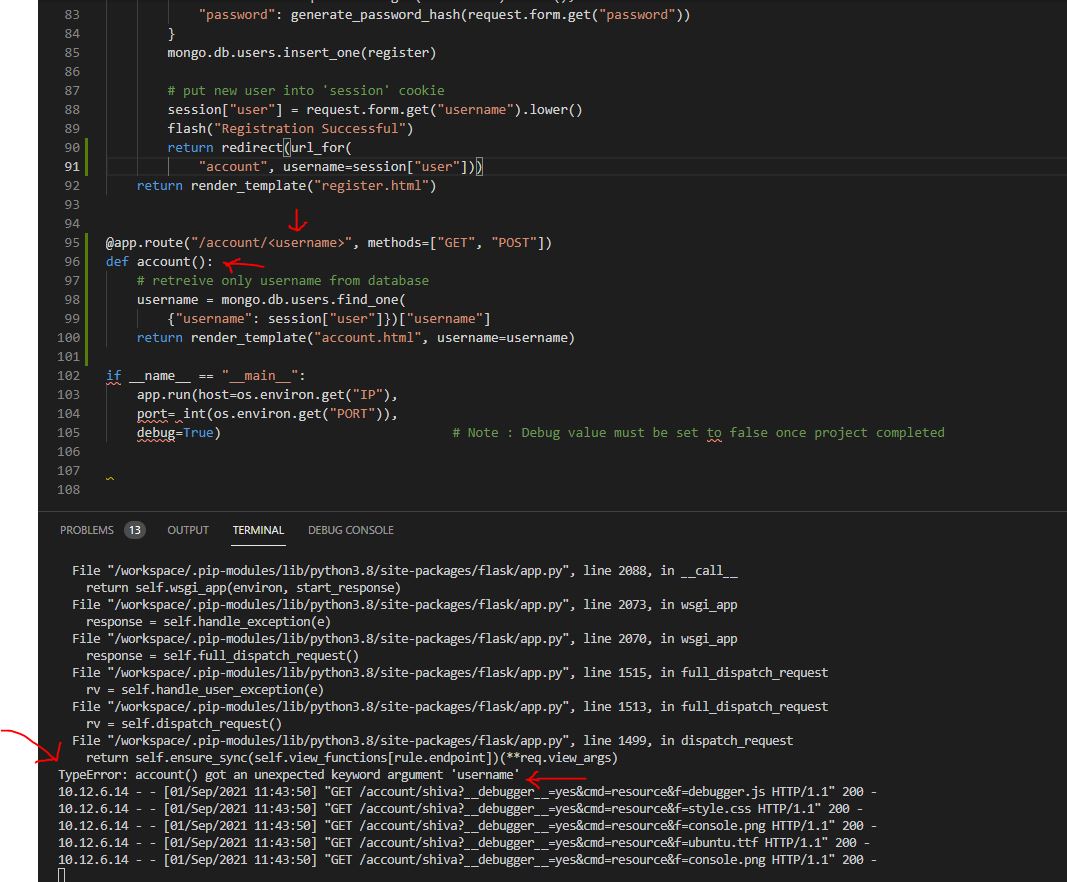 83 "password": generate_password_hash(request.form.get("password"))
84 }
85 mongo.db.users.insert_one(register)
86
87 # put new user into 'session' cookie
88 session["user"] = request.form.get("username").lower()
89 flash("Registration Successful")
90 return redirect(url_for(
91 "account", username=session["user"]))
92 return render_template("register.html")
93
94
95 @app.route("/account/<username>", methods=["GET", "POST"])
96 def account():
97 # retreive only username from database
98 username = mongo.db.users.find_one(
99 {"username": session["user"]})["username"]
100 return render_template("account.html", username=username)
101
102 if __name__ == "__main__":
103 app.run(host=os.environ.get("IP"),
104 port= int(os.environ.get("PORT")),
105 debug=True) # Note : Debug value must be set to false once project completed
106
107
108
PROBLEMS 13 OUTPUT TERMINAL DEBUG CONSOLE
File "/workspace/.pip-modules/lib/python3.8/site-packages/flask/app.py", line 2088, in __call__
return self.wsgi_app(environ, start_response)
File "/workspace/.pip-modules/lib/python3.8/site-packages/flask/app.py", line 2073, in wsgi_app
response = self.handle_exception(e)
File "/workspace/.pip-modules/lib/python3.8/site-packages/flask/app.py", line 2070, in wsgi_app
response = self.full_dispatch_request()
File "/workspace/.pip-modules/lib/python3.8/site-packages/flask/app.py", line 1515, in full_dispatch_request
rv = self.handle_user_exception(e)
File "/workspace/.pip-modules/lib/python3.8/site-packages/flask/app.py", line 1513, in full_dispatch_request
rv = self.dispatch_request()
File "/workspace/.pip-modules/lib/python3.8/site-packages/flask/app.py", line 1499, in dispatch_request
return self.ensure_sync(self.view_functions[rule.endpoint])(**req.view_args)
TypeError: account() got an unexpected keyword argument 'username'
10.12.6.14 - - [01/Sep/2021 11:43:50] "GET /account/shiva?__debugger__=yes&cmd=resource&f=debugger.js HTTP/1.1" 200 -
10.12.6.14 - - [01/Sep/2021 11:43:50] "GET /account/shiva?__debugger__=yes&cmd=resource&f=style.css HTTP/1.1" 200 -
10.12.6.14 - - [01/Sep/2021 11:43:50] "GET /account/shiva?__debugger__=yes&cmd=resource&f=console.png HTTP/1.1" 200 -
10.12.6.14 - - [01/Sep/2021 11:43:50] "GET /account/shiva?__debugger__=yes&cmd=resource&f=ubuntu.ttf HTTP/1.1" 200 -
10.12.6.14 - - [01/Sep/2021 11:43:50] "GET /account/shiva?__debugger__=yes&cmd=resource&f=console.png HTTP/1.1" 200 -